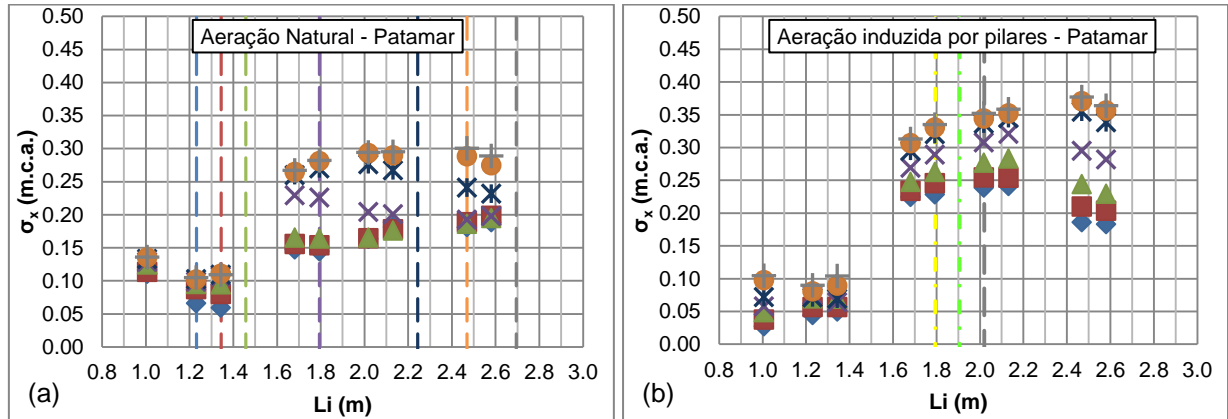 Aeração Natural - Patamar
0.50
0.45
0.40
0.35
0.30
0.25
0.20
0.15
0.10
0.05
0.00
σx (m.c.a.)
0.8 1.0 1.2 1.4 1.6 1.8 2.0 2.2 2.4 2.6 2.8 3.0
Li (m)
(a)
Aeração induzida por pilares - Patamar
0.50
0.45
0.40
0.35
0.30
0.25
0.20
0.15
0.10
0.05
0.00
σx (m.c.a.)
0.8 1.0 1.2 1.4 1.6 1.8 2.0 2.2 2.4 2.6 2.8 3.0
Li (m)
(b)